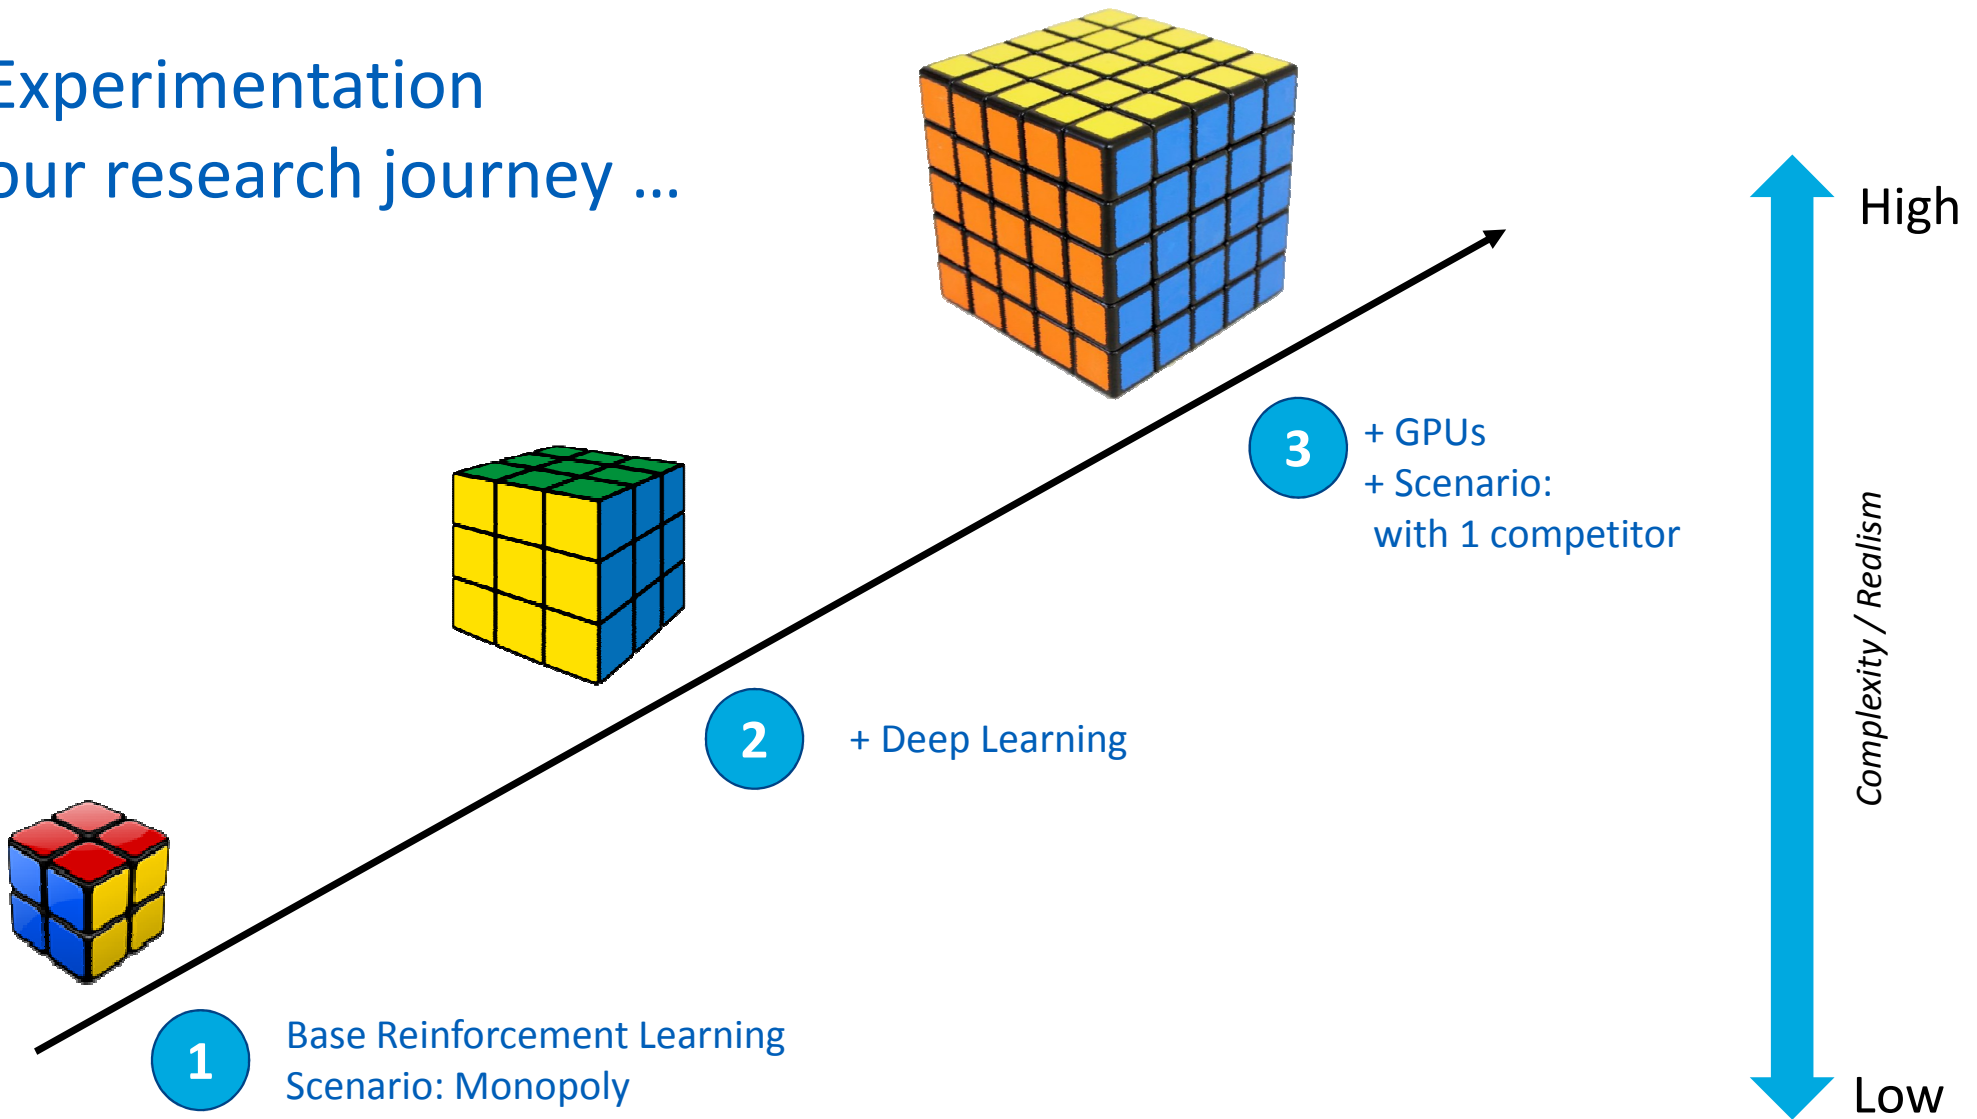 Experimentation
our research journey ...
High
3
+ GPUs
+ Scenario:
with 1 competitor
Complexity / Realism
2
+ Deep Learning
1
Base Reinforcement Learning
Scenario: Monopoly
Low